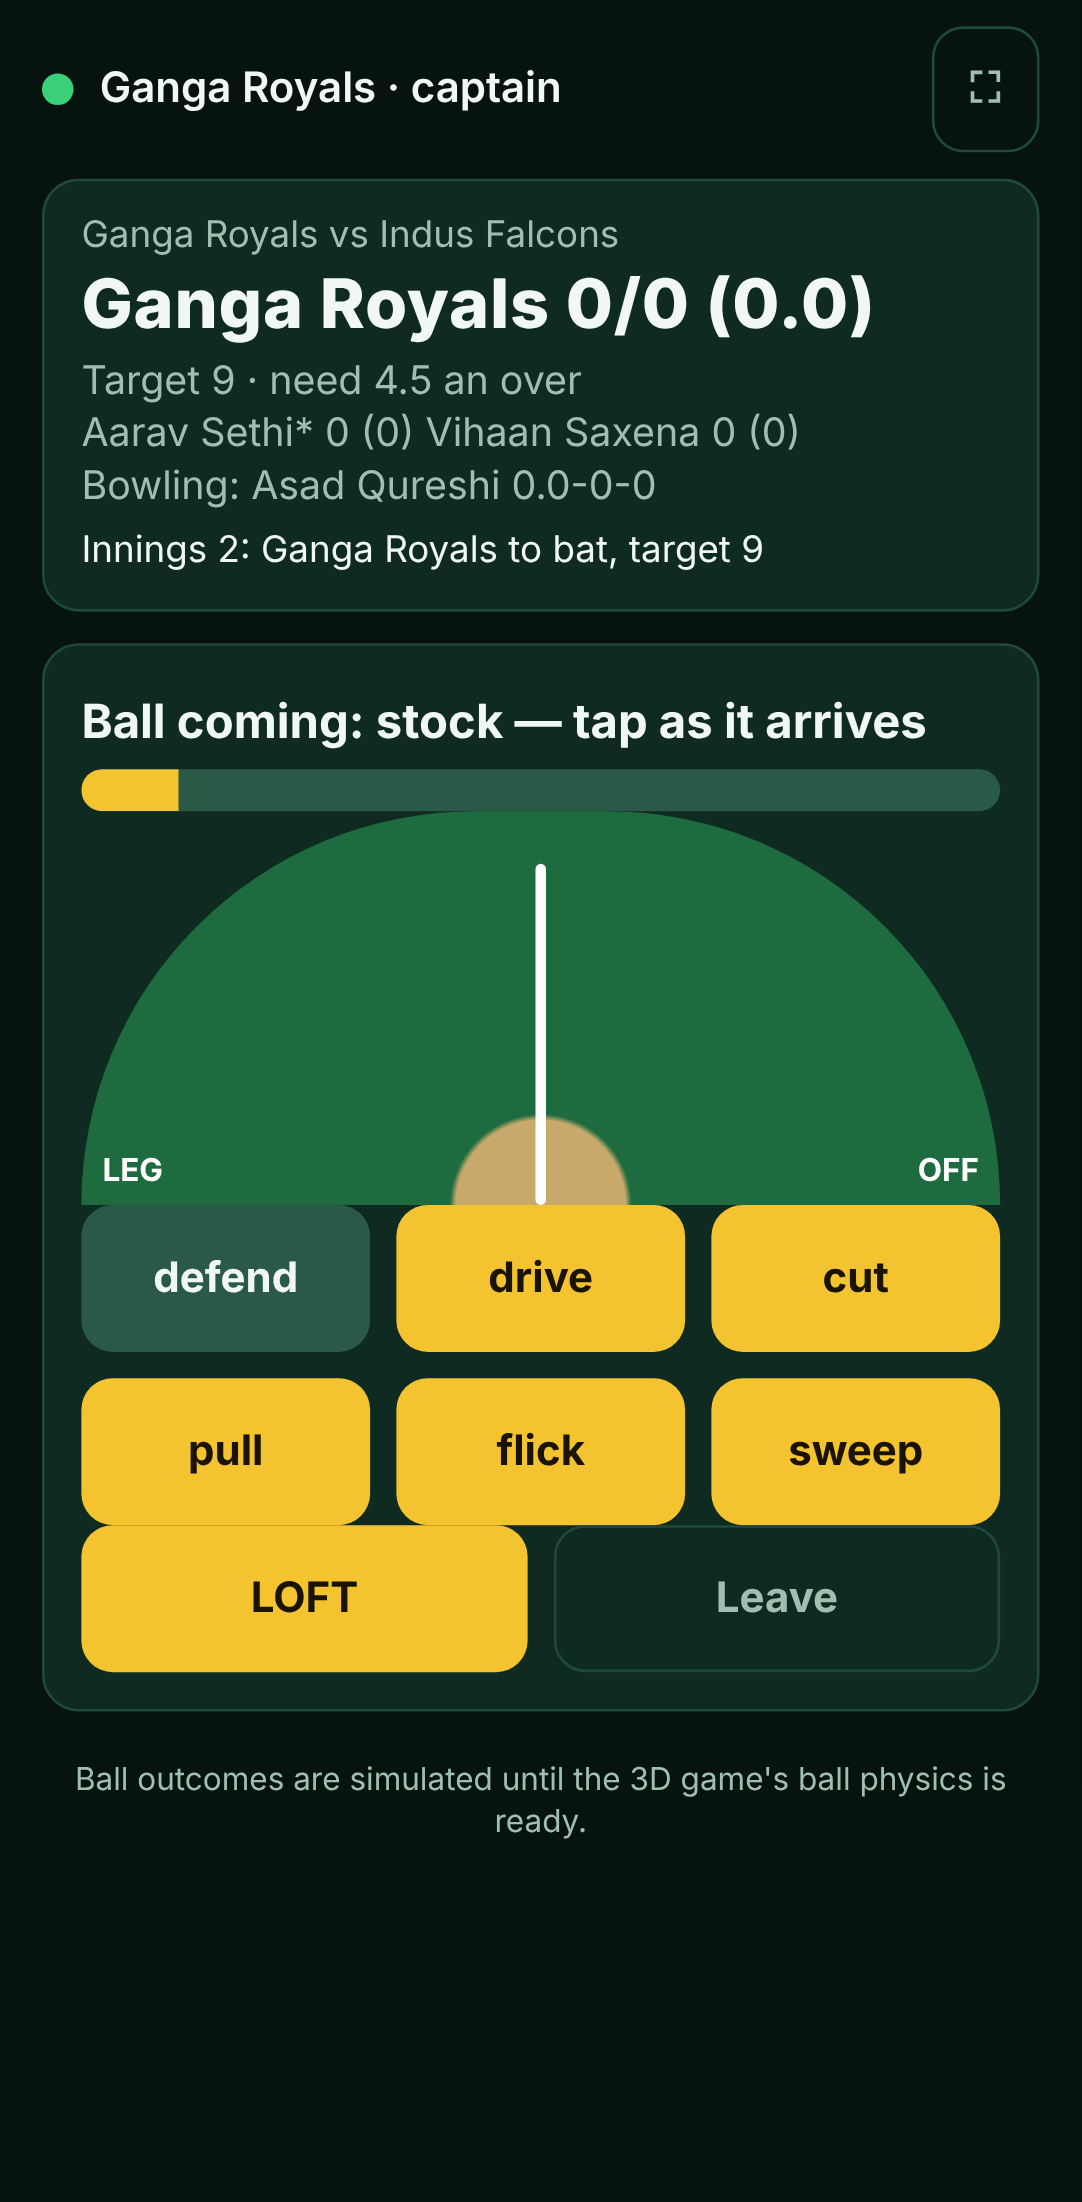 Ganga Royals · captain
Ganga Royals vs Indus Falcons
Ganga Royals 0/0 (0.0)
Target 9 · need 4.5 an over
Aarav Sethi* 0 (0) Vihaan Saxena 0 (0)
Bowling: Asad Qureshi 0.0-0-0
Innings 2: Ganga Royals to bat, target 9
Ball coming: stock — tap as it arrives
LEG OFF
defend drive cut
pull flick sweep
LOFT Leave
Ball outcomes are simulated until the 3D game's ball physics is
ready.